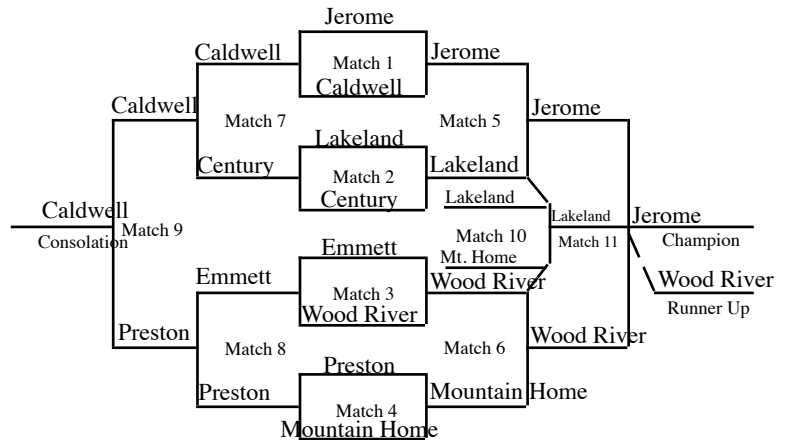 Jerome
Caldwell
Match 1
Jerome
Caldwell
Caldwell
Match 7
Match 5
Jerome
Lakeland
Century
Match 2
Lakeland
Century
Lakeland
Caldwell
Match 9
Consolation
Lakeland
Match 10
Match 11
Jerome
Champion
Emmett
Mt. Home
Emmett
Match 3
Wood River
Wood River
Wood River
Runner Up
Preston
Match 8
Match 6
Wood River
Preston
Preston
Match 4
Mountain Home
Mountain Home